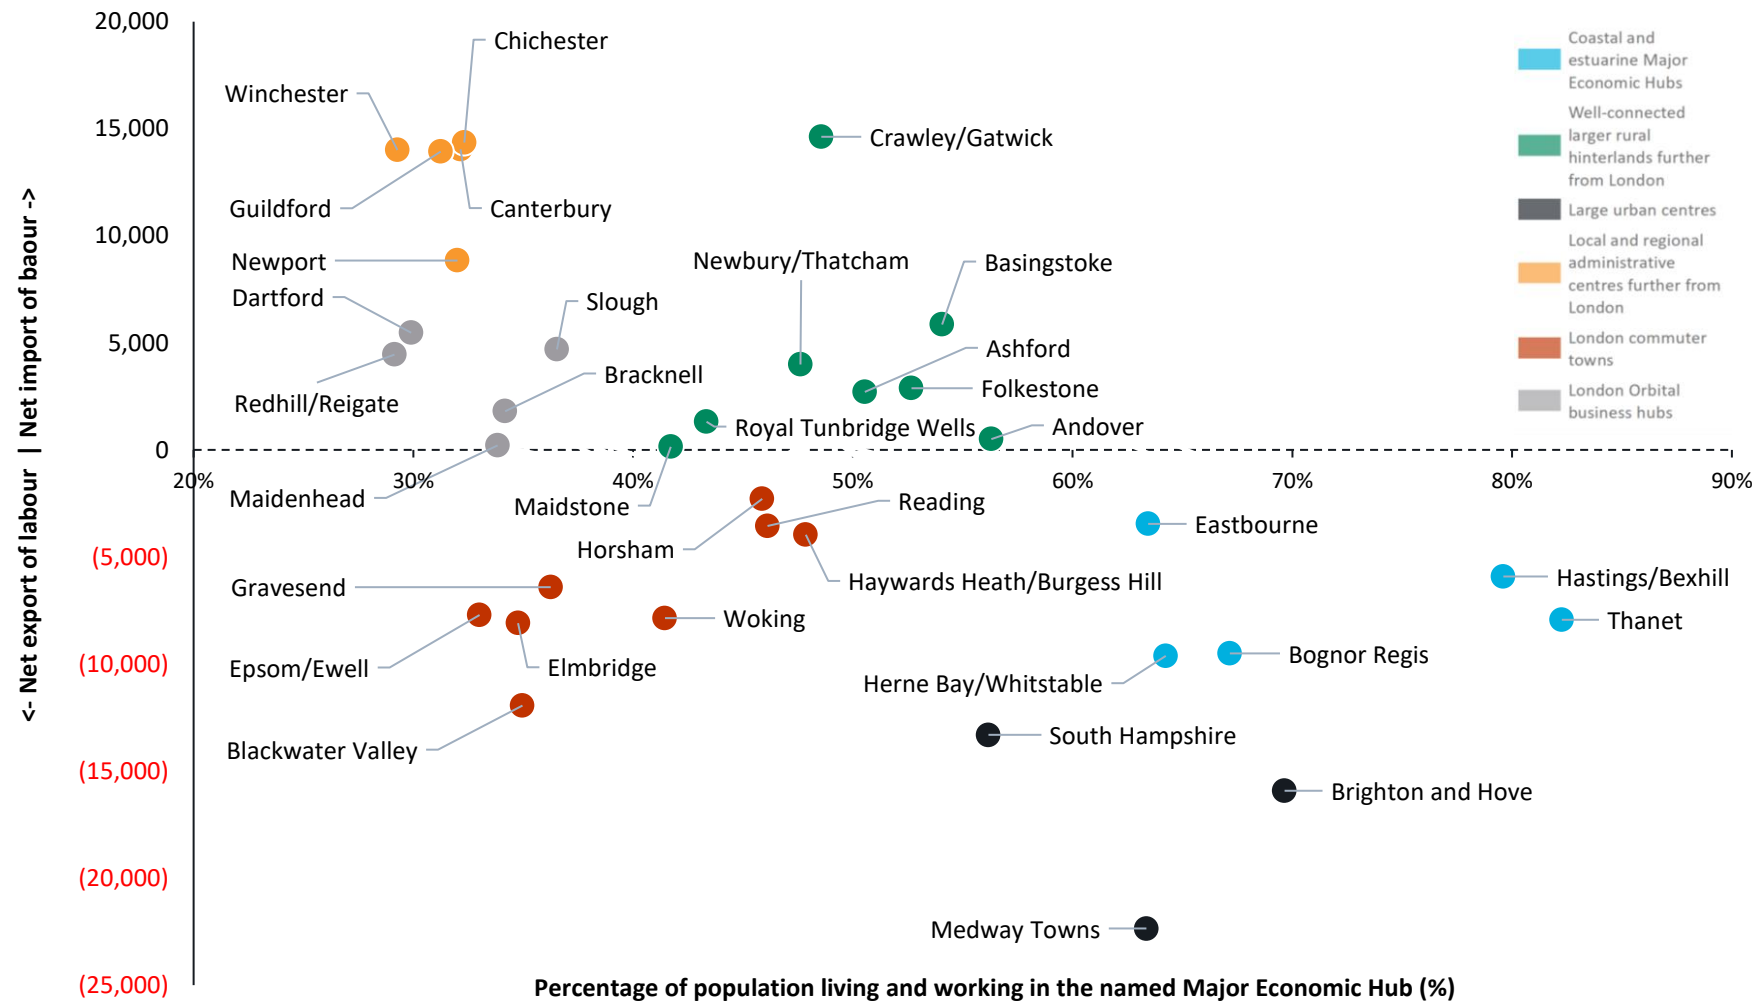 20,000
Chichester
Winchester
15,000
Crawley/Gatwick
Guildford
Canterbury
10,000
Newport
Newbury/Thatcham
Basingstoke
Dartford
Slough
5,000
Ashford
Redhill/Reigate
Bracknell
Folkestone
Royal Tunbridge Wells
Andover
0
20%
30%
40%
50%
60%
70%
80%
90%
Maidenhead
Maidstone
Reading
Horsham
Eastbourne
(5,000)
Gravesend
Haywards Heath/Burgess Hill
Hastings/Bexhill
Woking
Thanet
Epsom/Ewell
Elmbridge
(10,000)
Herne Bay/Whitstable
Bognor Regis
Blackwater Valley
South Hampshire
(15,000)
Brighton and Hove
(20,000)
Medway Towns
(25,000)
Percentage of population living and working in the named Major Economic Hub (%)
<- Net export of labour | Net import of baour ->
Coastal and
estuarine Major
Economic Hubs
Well-connected
larger rural
hinterlands further
from London
Large urban centres
Local and regional
administrative
centres further from
London
London commuter
towns
London Orbital
business hubs